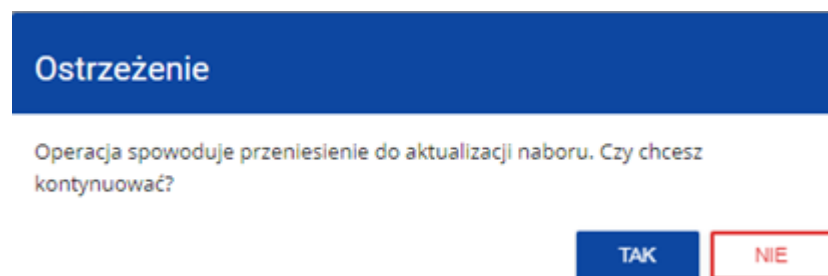 Ostrzeżenie
Operacja spowoduje przeniesienie do aktualizacji naboru. Czy chcesz
kontynuować?
TAK NIE